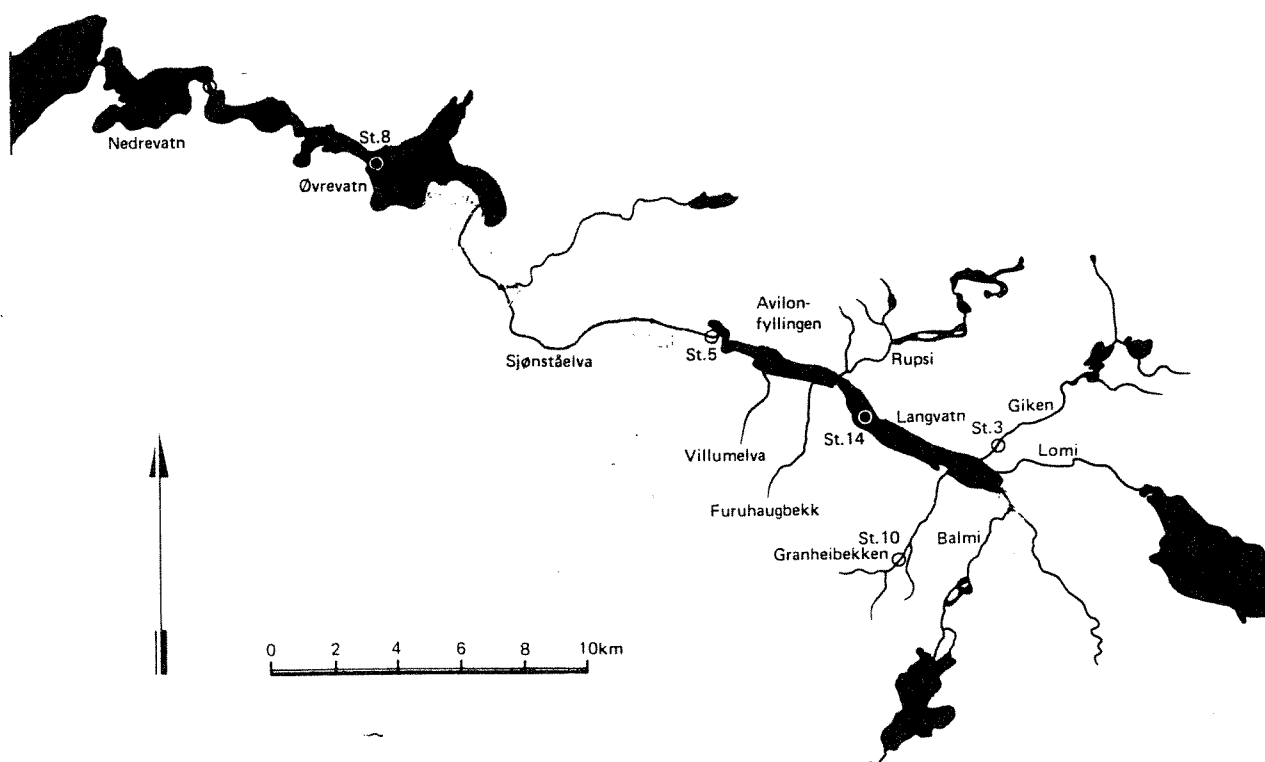 Nedrevatn
St.8
Øvrevatn
Avilon-
fyllingen
Sjønståelva
St.5
Rupsi
Langvatn
Giken
St.3
St.14
Lomi
Villumelva
Furuhaugbekk
St.10
Granheibekken
Balmi
0 2 4 6 8 10km